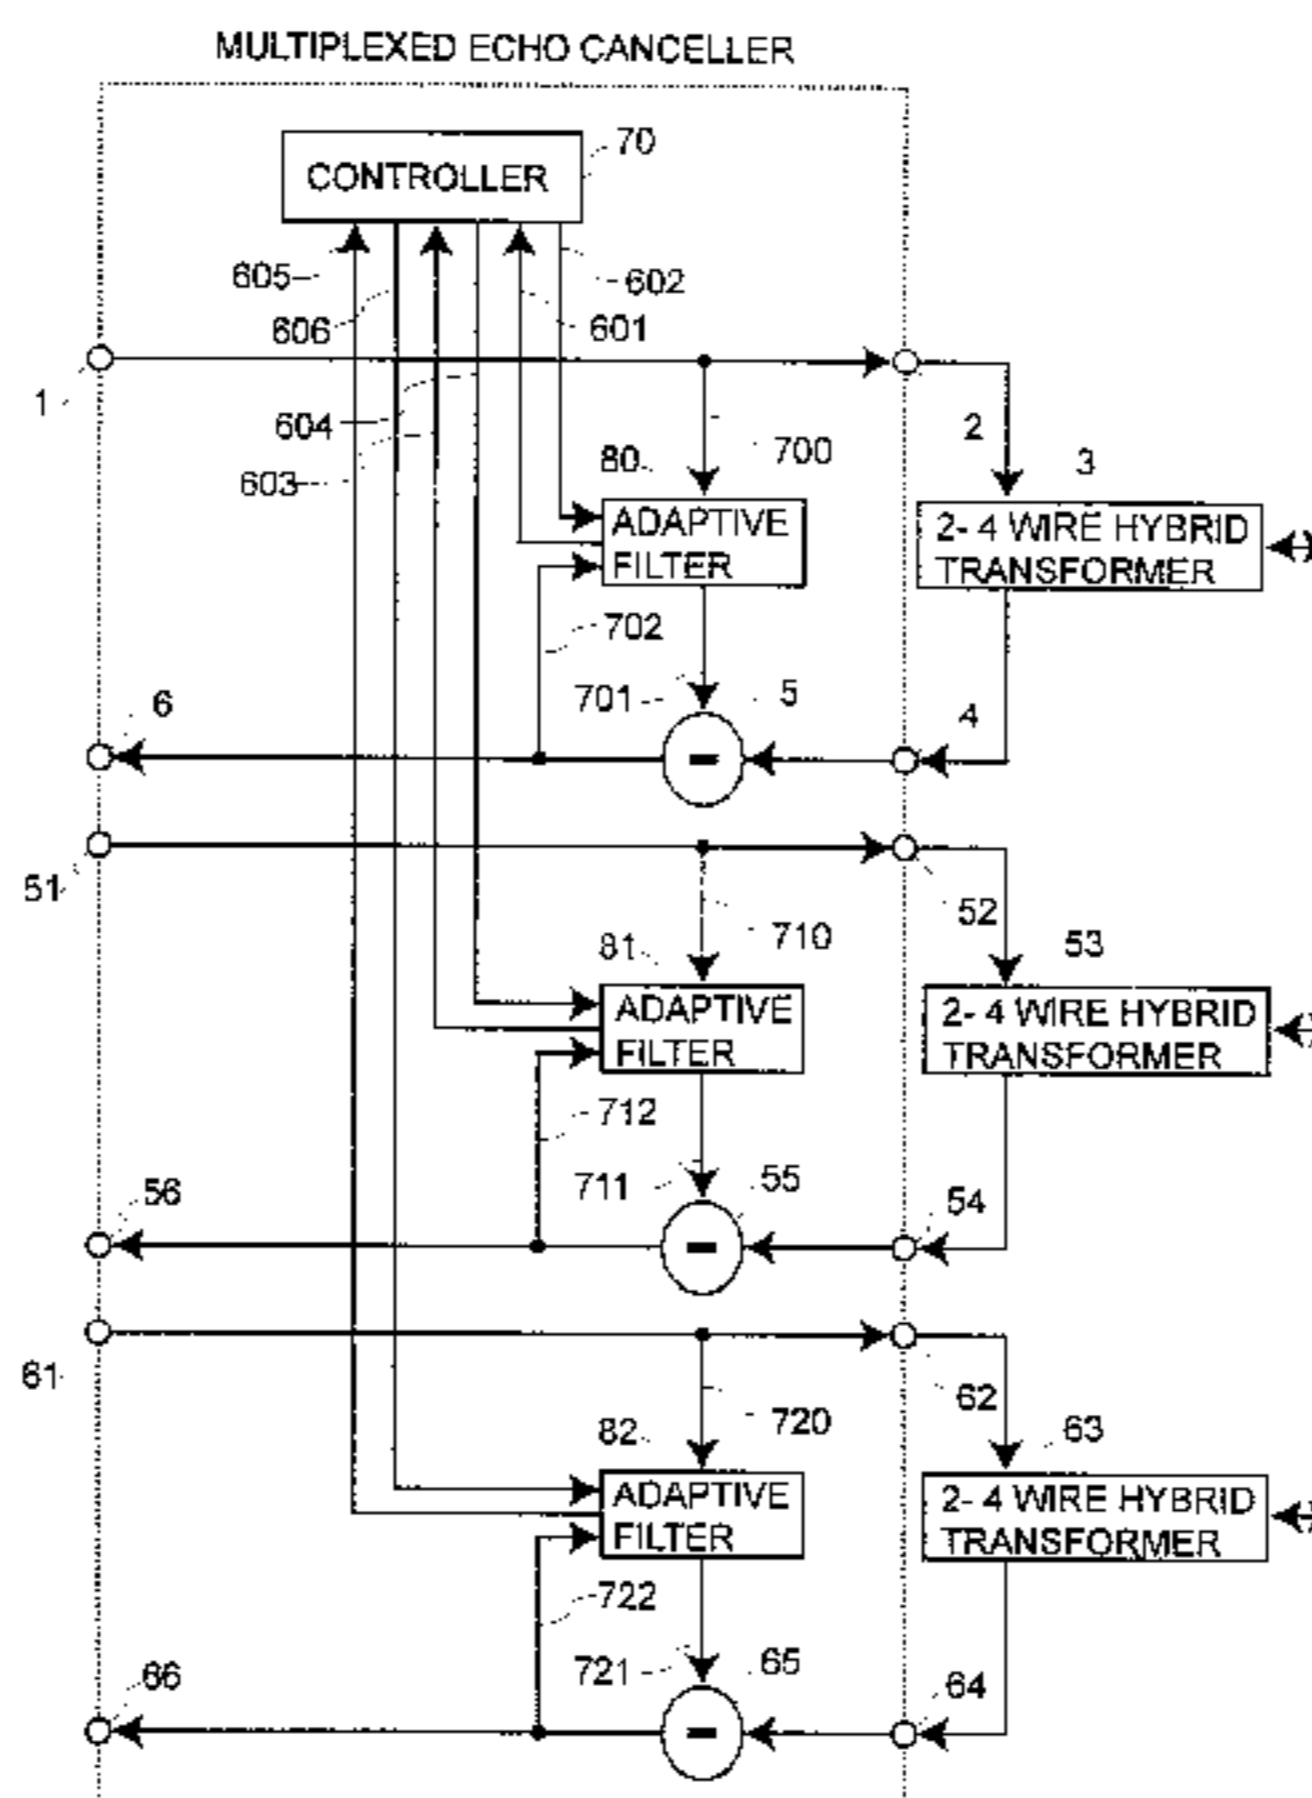 MULTIPLEXED ECHO CANCELLER
70
CONTROLLER
605
602
606
601
1
604
2
603
80
700
3
ADAPTIVE
FILTER
2-4 WIRE HYBRID
TRANSFORMER
702
6
701
5
4
51
52
81
710
53
ADAPTIVE
FILTER
2-4 WIRE HYBRID
TRANSFORMER
712
56
711
55
54
61
62
82
720
63
ADAPTIVE
FILTER
2-4 WIRE HYBRID
TRANSFORMER
722
66
721
65
64